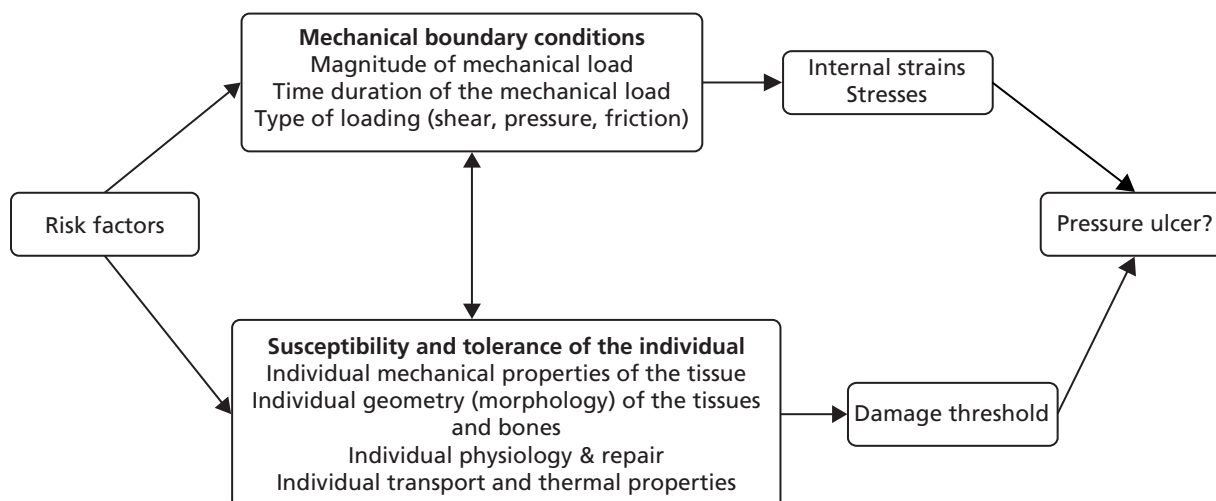 Mechanical boundary conditions
Magnitude of mechanical load
Time duration of the mechanical load
Type of loading (shear, pressure, friction)
Internal strains
Stresses
Risk factors
Pressure ulcer?
Susceptibility and tolerance of the individual
Individual mechanical properties of the tissue
Individual geometry (morphology) of the tissues
and bones
Individual physiology & repair
Individual transport and thermal properties
Damage threshold